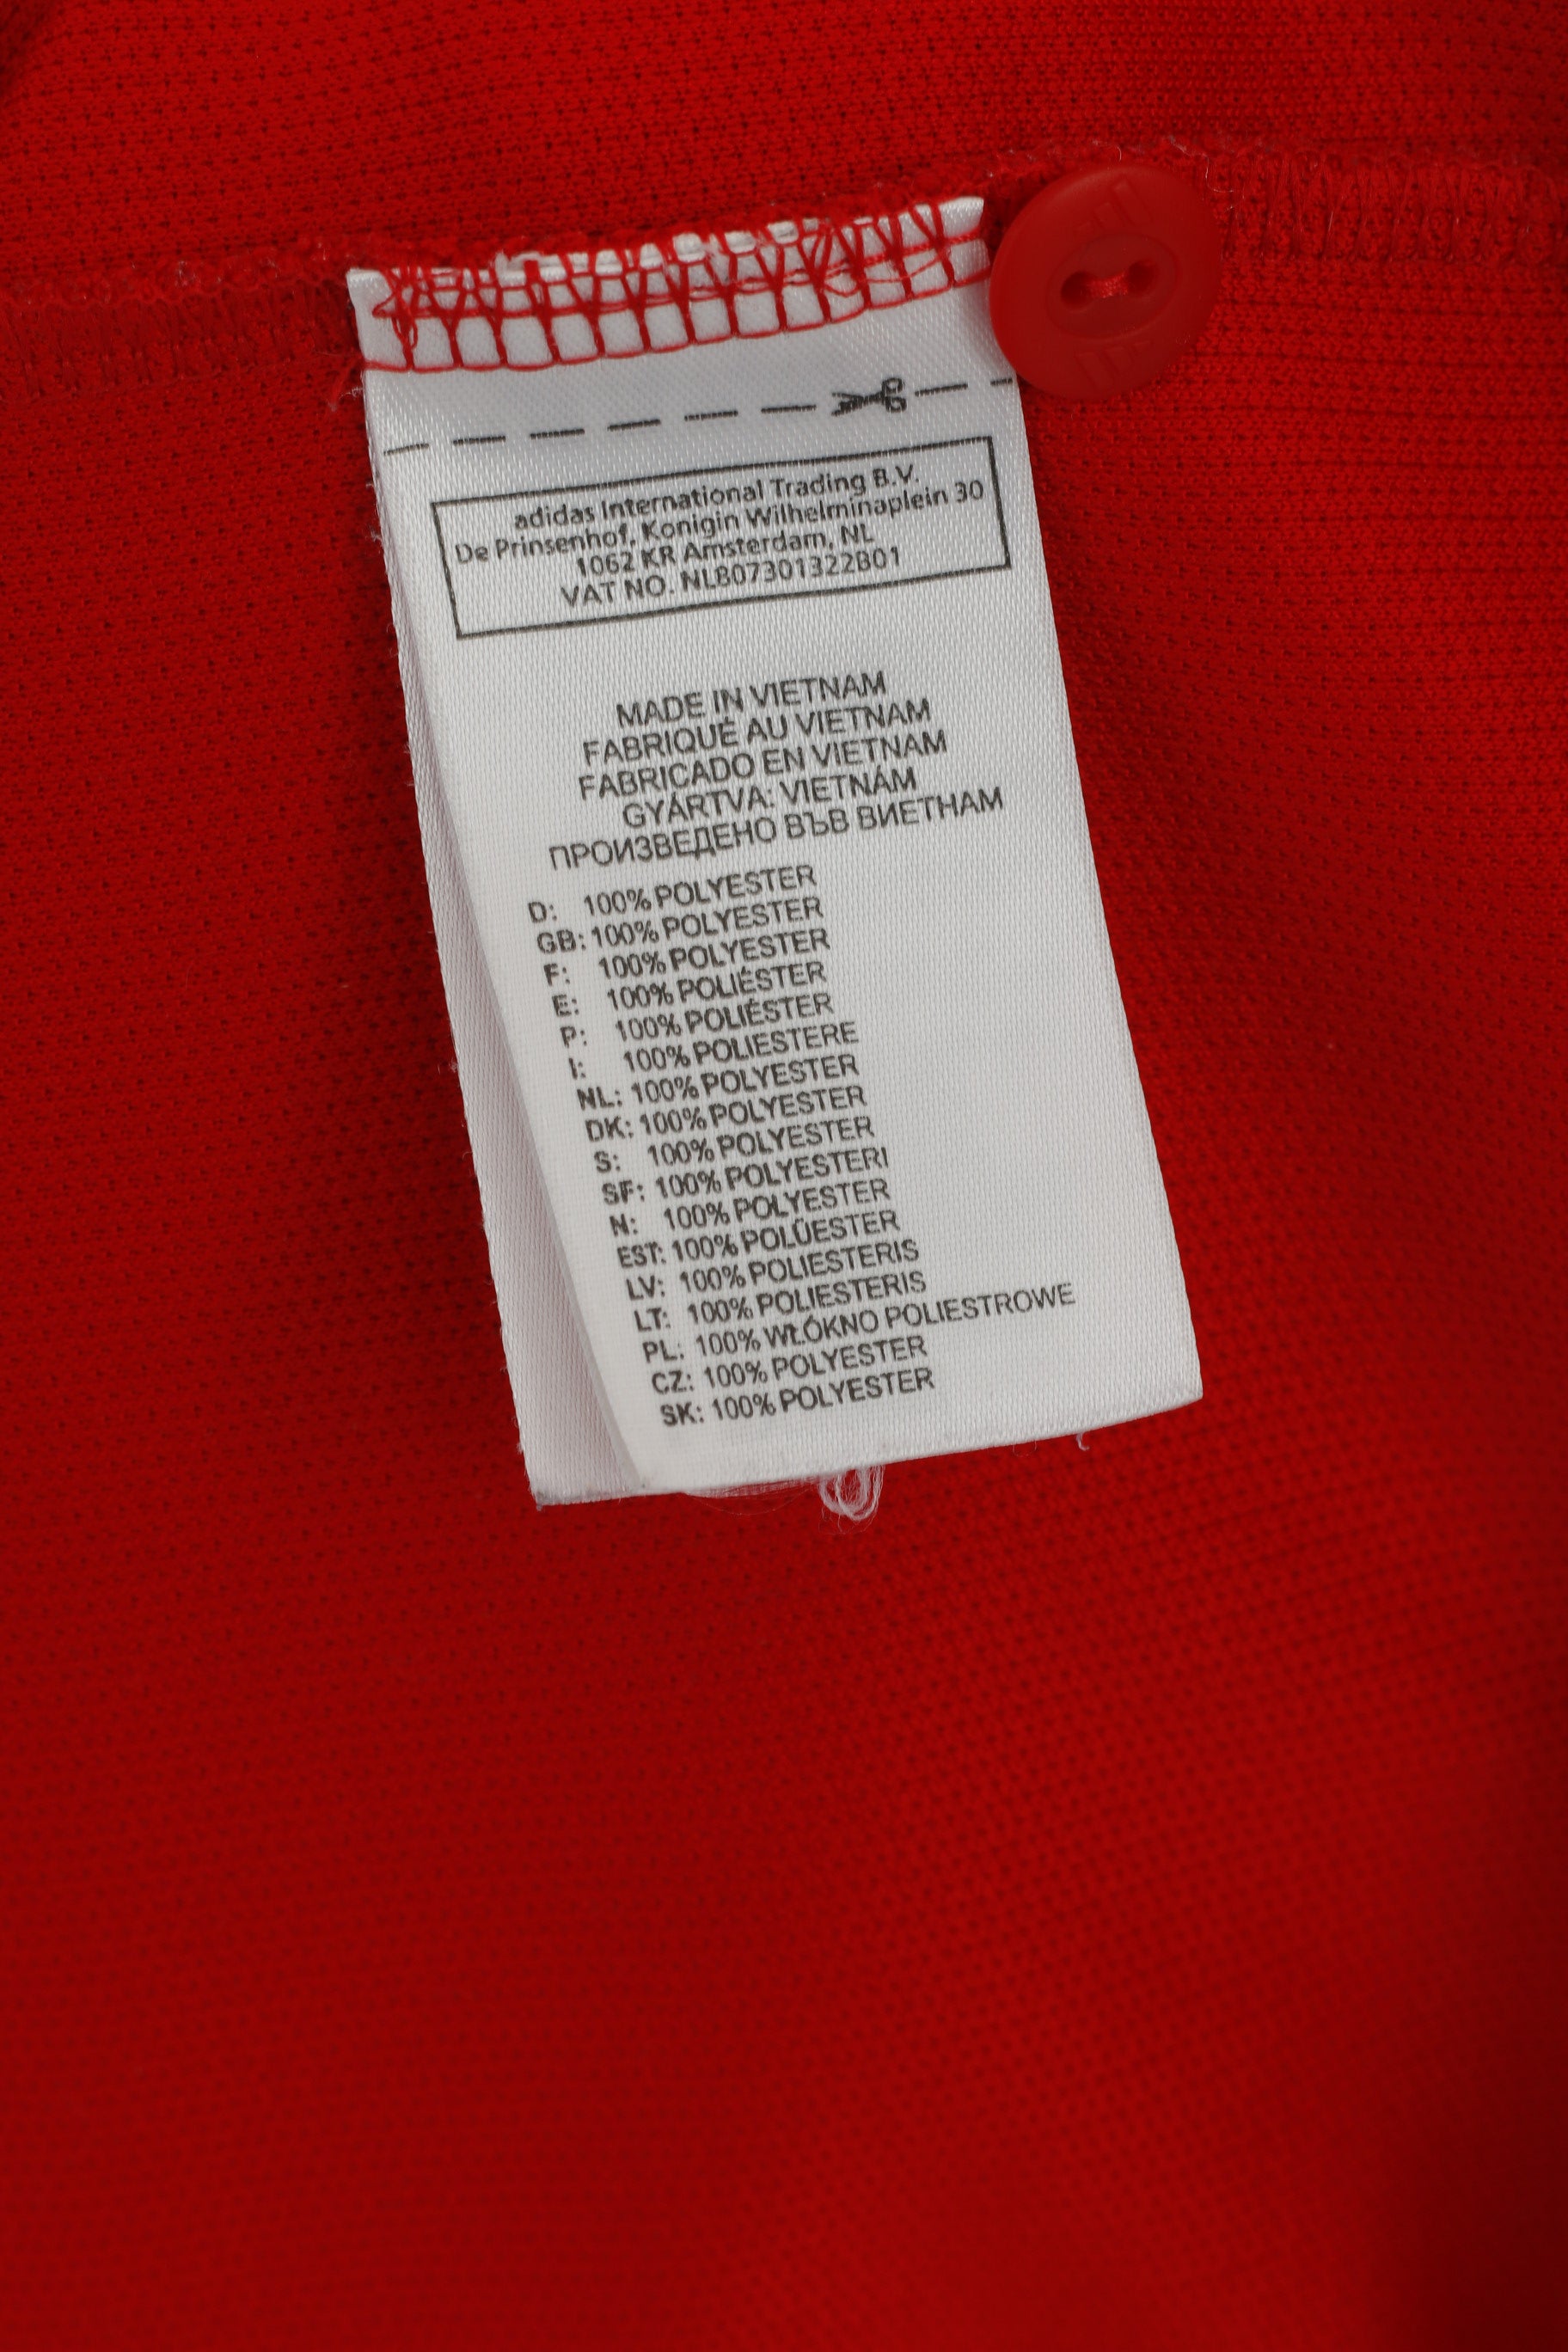 adidas International Trading B.V.
De Prinsenhof, Konigin Wilhelminaplein 30
1062 KR Amsterdam, NL
VAT NO. NL807301322B01
MADE IN VIETNAM
FABRIQUÉ AU VIETNAM
FABRICADO EN VIETNAM
GYÁRTVA: VIETNÁM
ПРОИЗВЕДЕНО ВЪВ ВИЕТНАМ
D: 100% POLYESTER
GB: 100% POLYESTER
F: 100% POLYESTER
E: 100% POLIÉSTER
P: 100% POLIÉSTER
I: 100% POLIESTERE
NL: 100% POLYESTER
DK: 100% POLYESTER
S: 100% POLYESTER
SF: 100% POLYESTERI
N: 100% POLYESTER
EST: 100% POLÜESTER
LV: 100% POLIESTERIS
LT: 100% POLIESTERIS
PL: 100% WŁÓKNO POLIESTROWE
CZ: 100% POLYESTER
SK: 100% POLYESTER